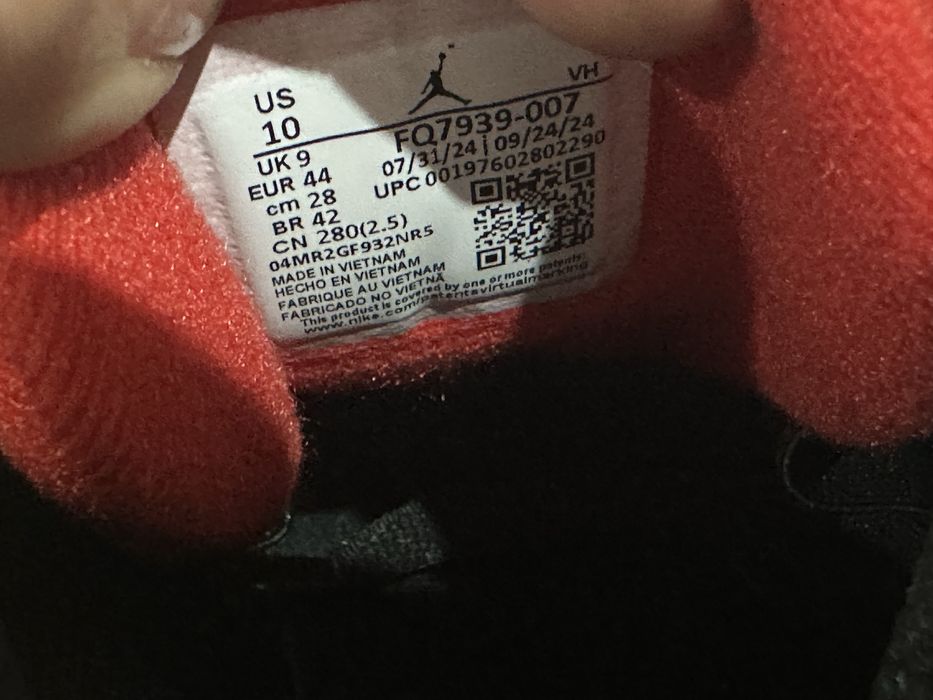 US
10
VH
FQ7939-007
UK 9
07/31/24 | 09/24/24
EUR 44
UPC 00197602802290
cm 28
BR 42
CN 280(2.5)
04MR2GF932NR5
MADE IN VIETNAM
HECHO EN VIETNAM
FABRIQUE AU VIETNAM
FABRICADO NO VIETNÃ
This product is covered by one or more patents:
www.nike.com/patentsvirtualmarking